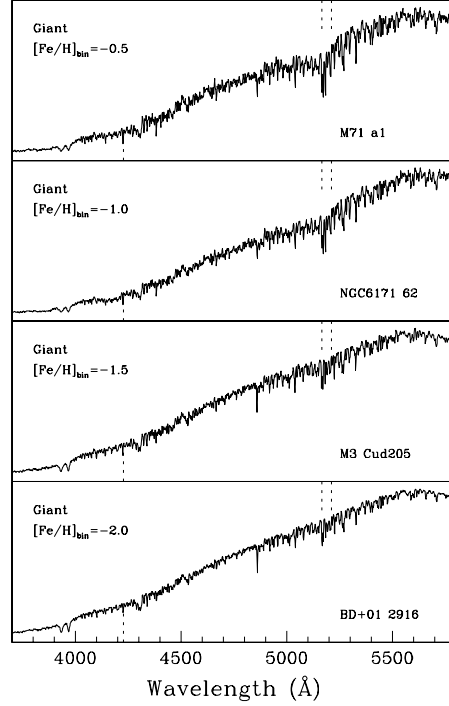 Giant
[Fe/H]bin=−0.5
M71 a1
Giant
[Fe/H]bin=−1.0
NGC6171 62
Giant
[Fe/H]bin=−1.5
M3 Cud205
Giant
[Fe/H]bin=−2.0
BD+01 2916
4000 4500 5000 5500
Wavelength (Å)